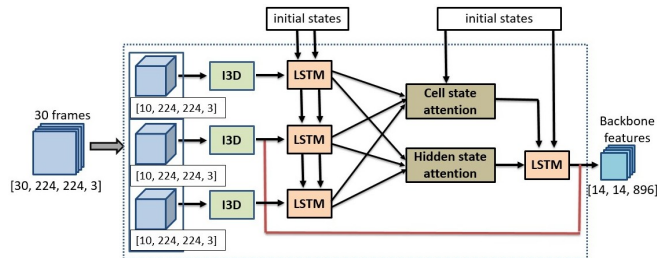 initial states
initial states
I3D
LSTM
[10, 224, 224, 3]
30 frames
[30, 224, 224, 3]
I3D
LSTM
[10, 224, 224, 3]
I3D
LSTM
[10, 224, 224, 3]
Cell state
attention
Hidden state
attention
LSTM
Backbone
features
[14, 14, 896]